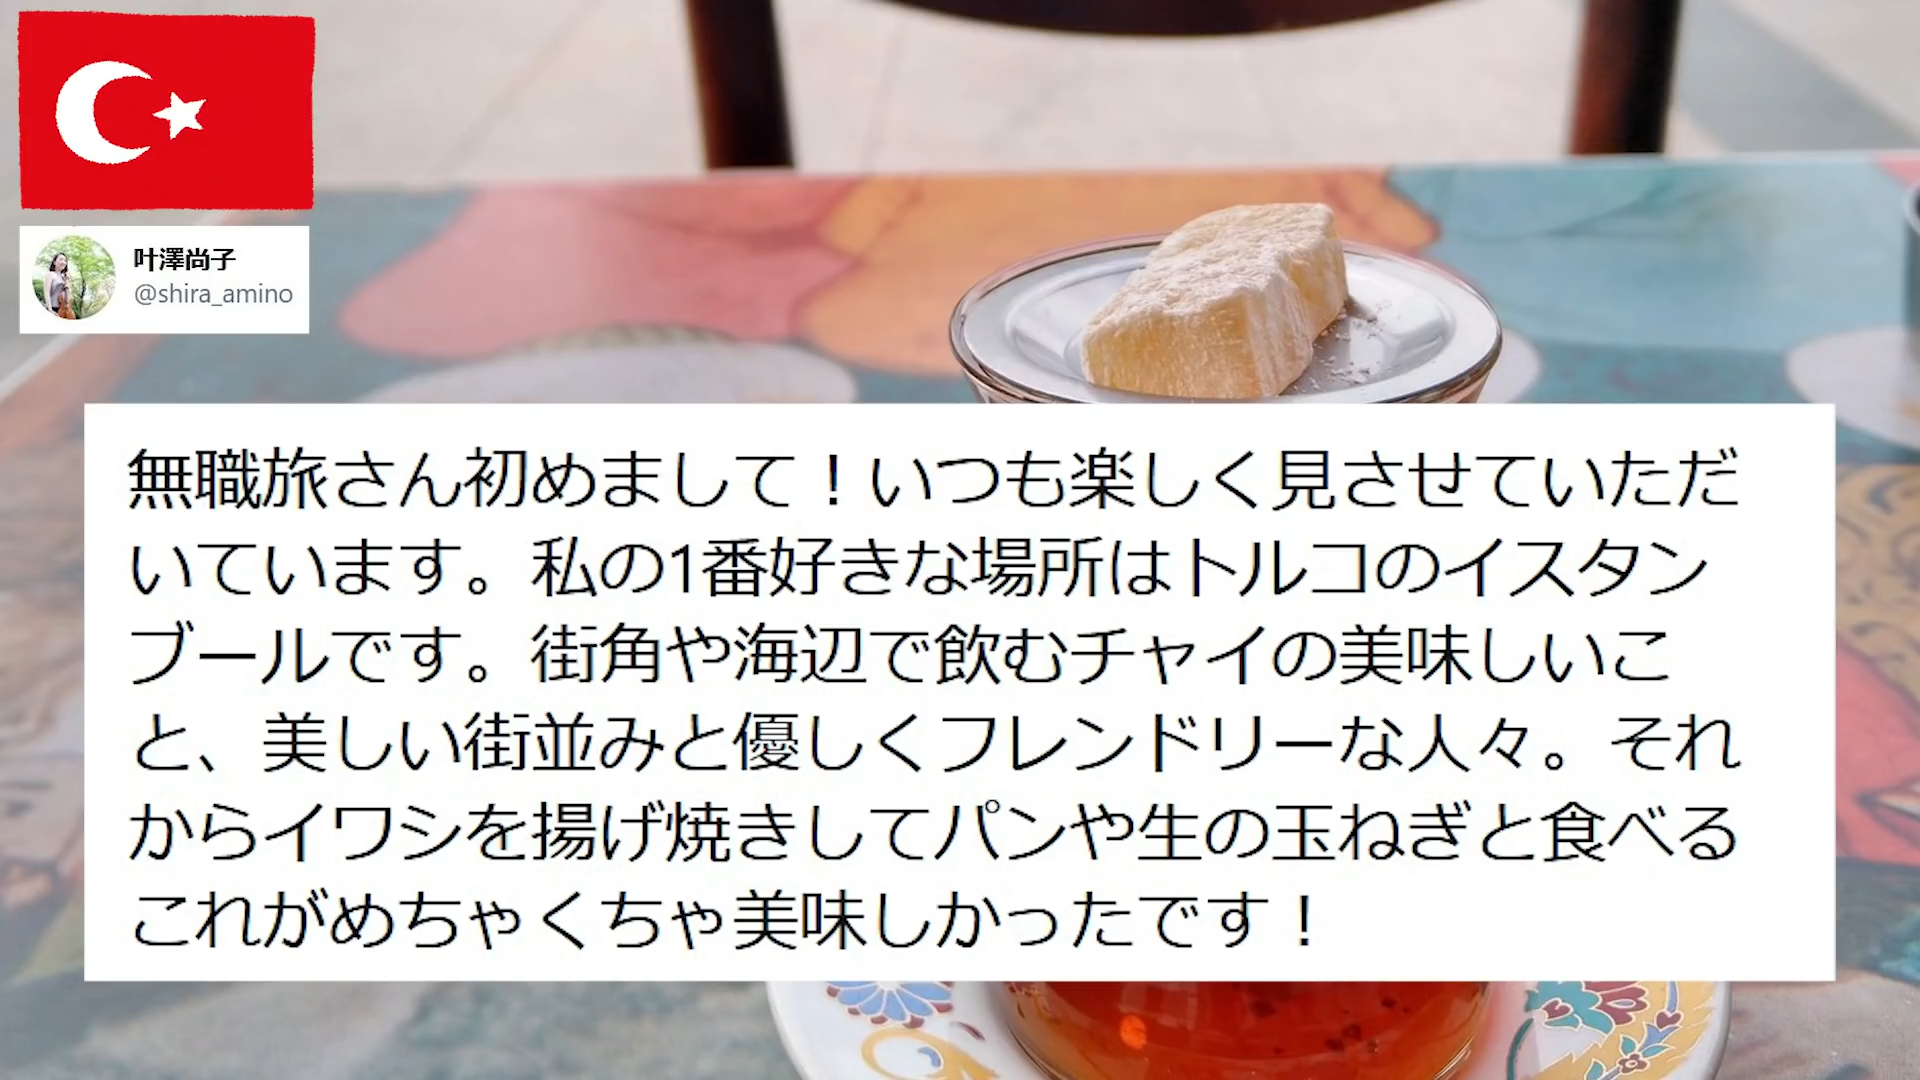 叶澤尚子
@shira_amino
無職旅さん初めまして！いつも楽しく見させていただ
いています。私の1番好きな場所はトルコのイスタン
ブールです。街角や海辺で飲むチャイの美味しいこ
と、美しい街並みと優しくフレンドリーな人々。それ
からイワシを揚げ焼きしてパンや生の玉ねぎと食べる
これがめちゃくちゃ美味しかったです！